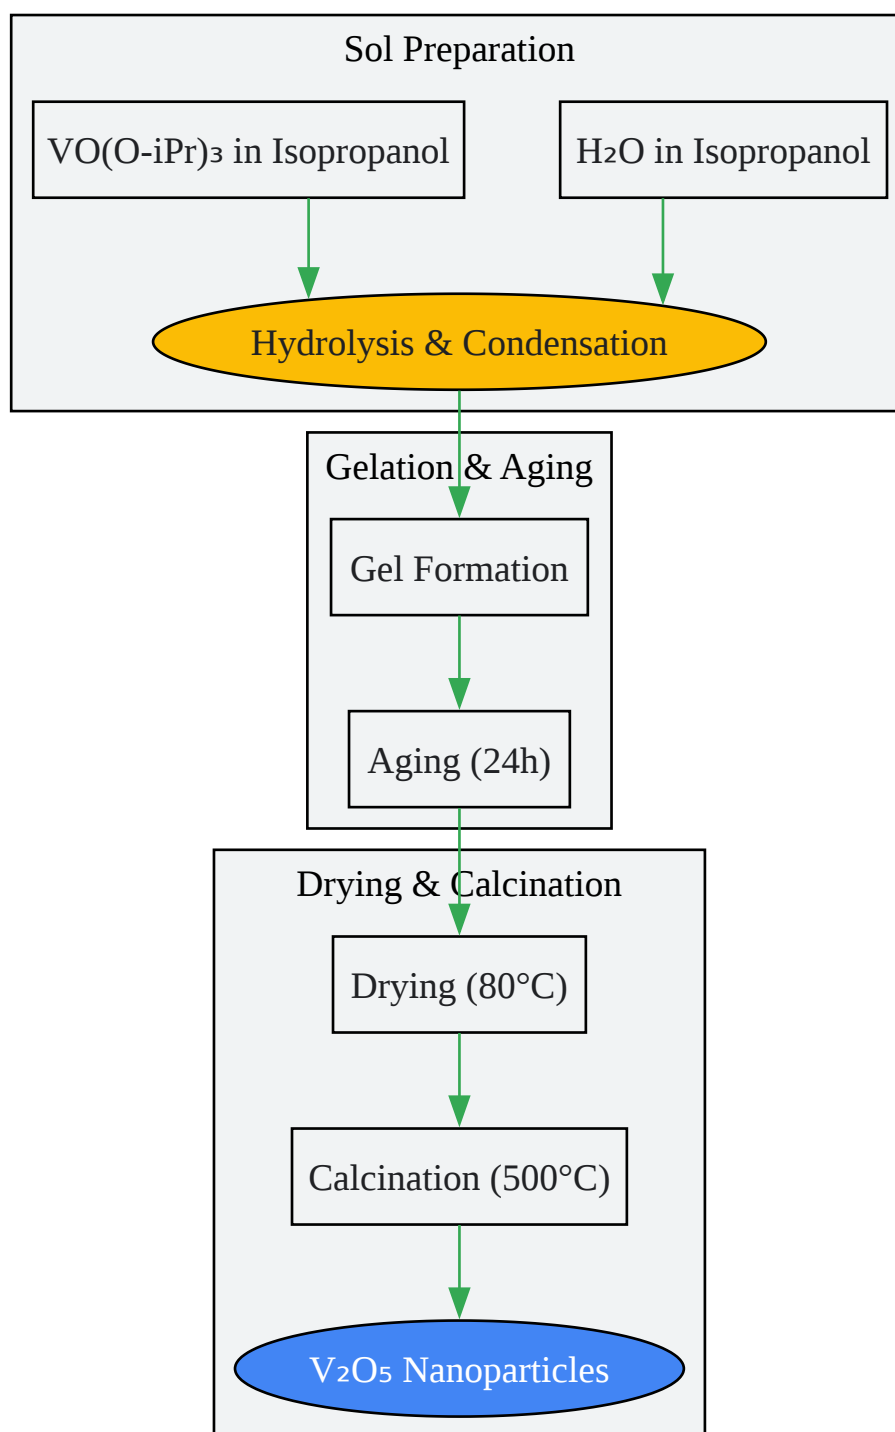 Sol Preparation
VO(O-iPr)₃ in Isopropanol
H₂O in Isopropanol
Hydrolysis & Condensation
Gelation & Aging
Gel Formation
Aging (24h)
Drying & Calcination
Drying (80°C)
Calcination (500°C)
V₂O₅ Nanoparticles